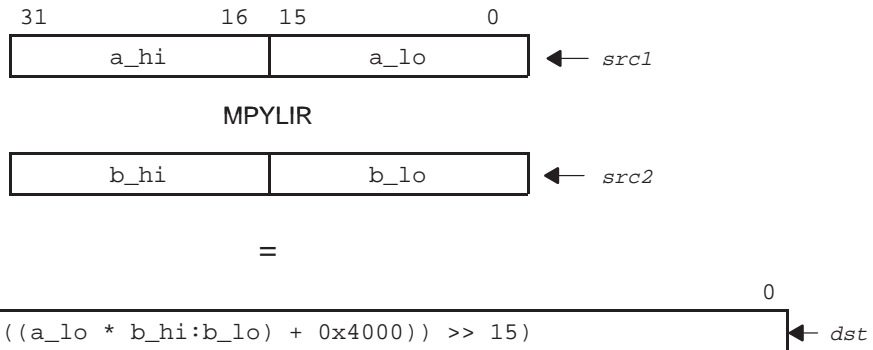 31 16 15 0
a_hi a_lo src1
MPYLIR
b_hi b_lo src2
=
0
((a_lo * b_hi:b_lo) + 0x4000)) >> 15) dst